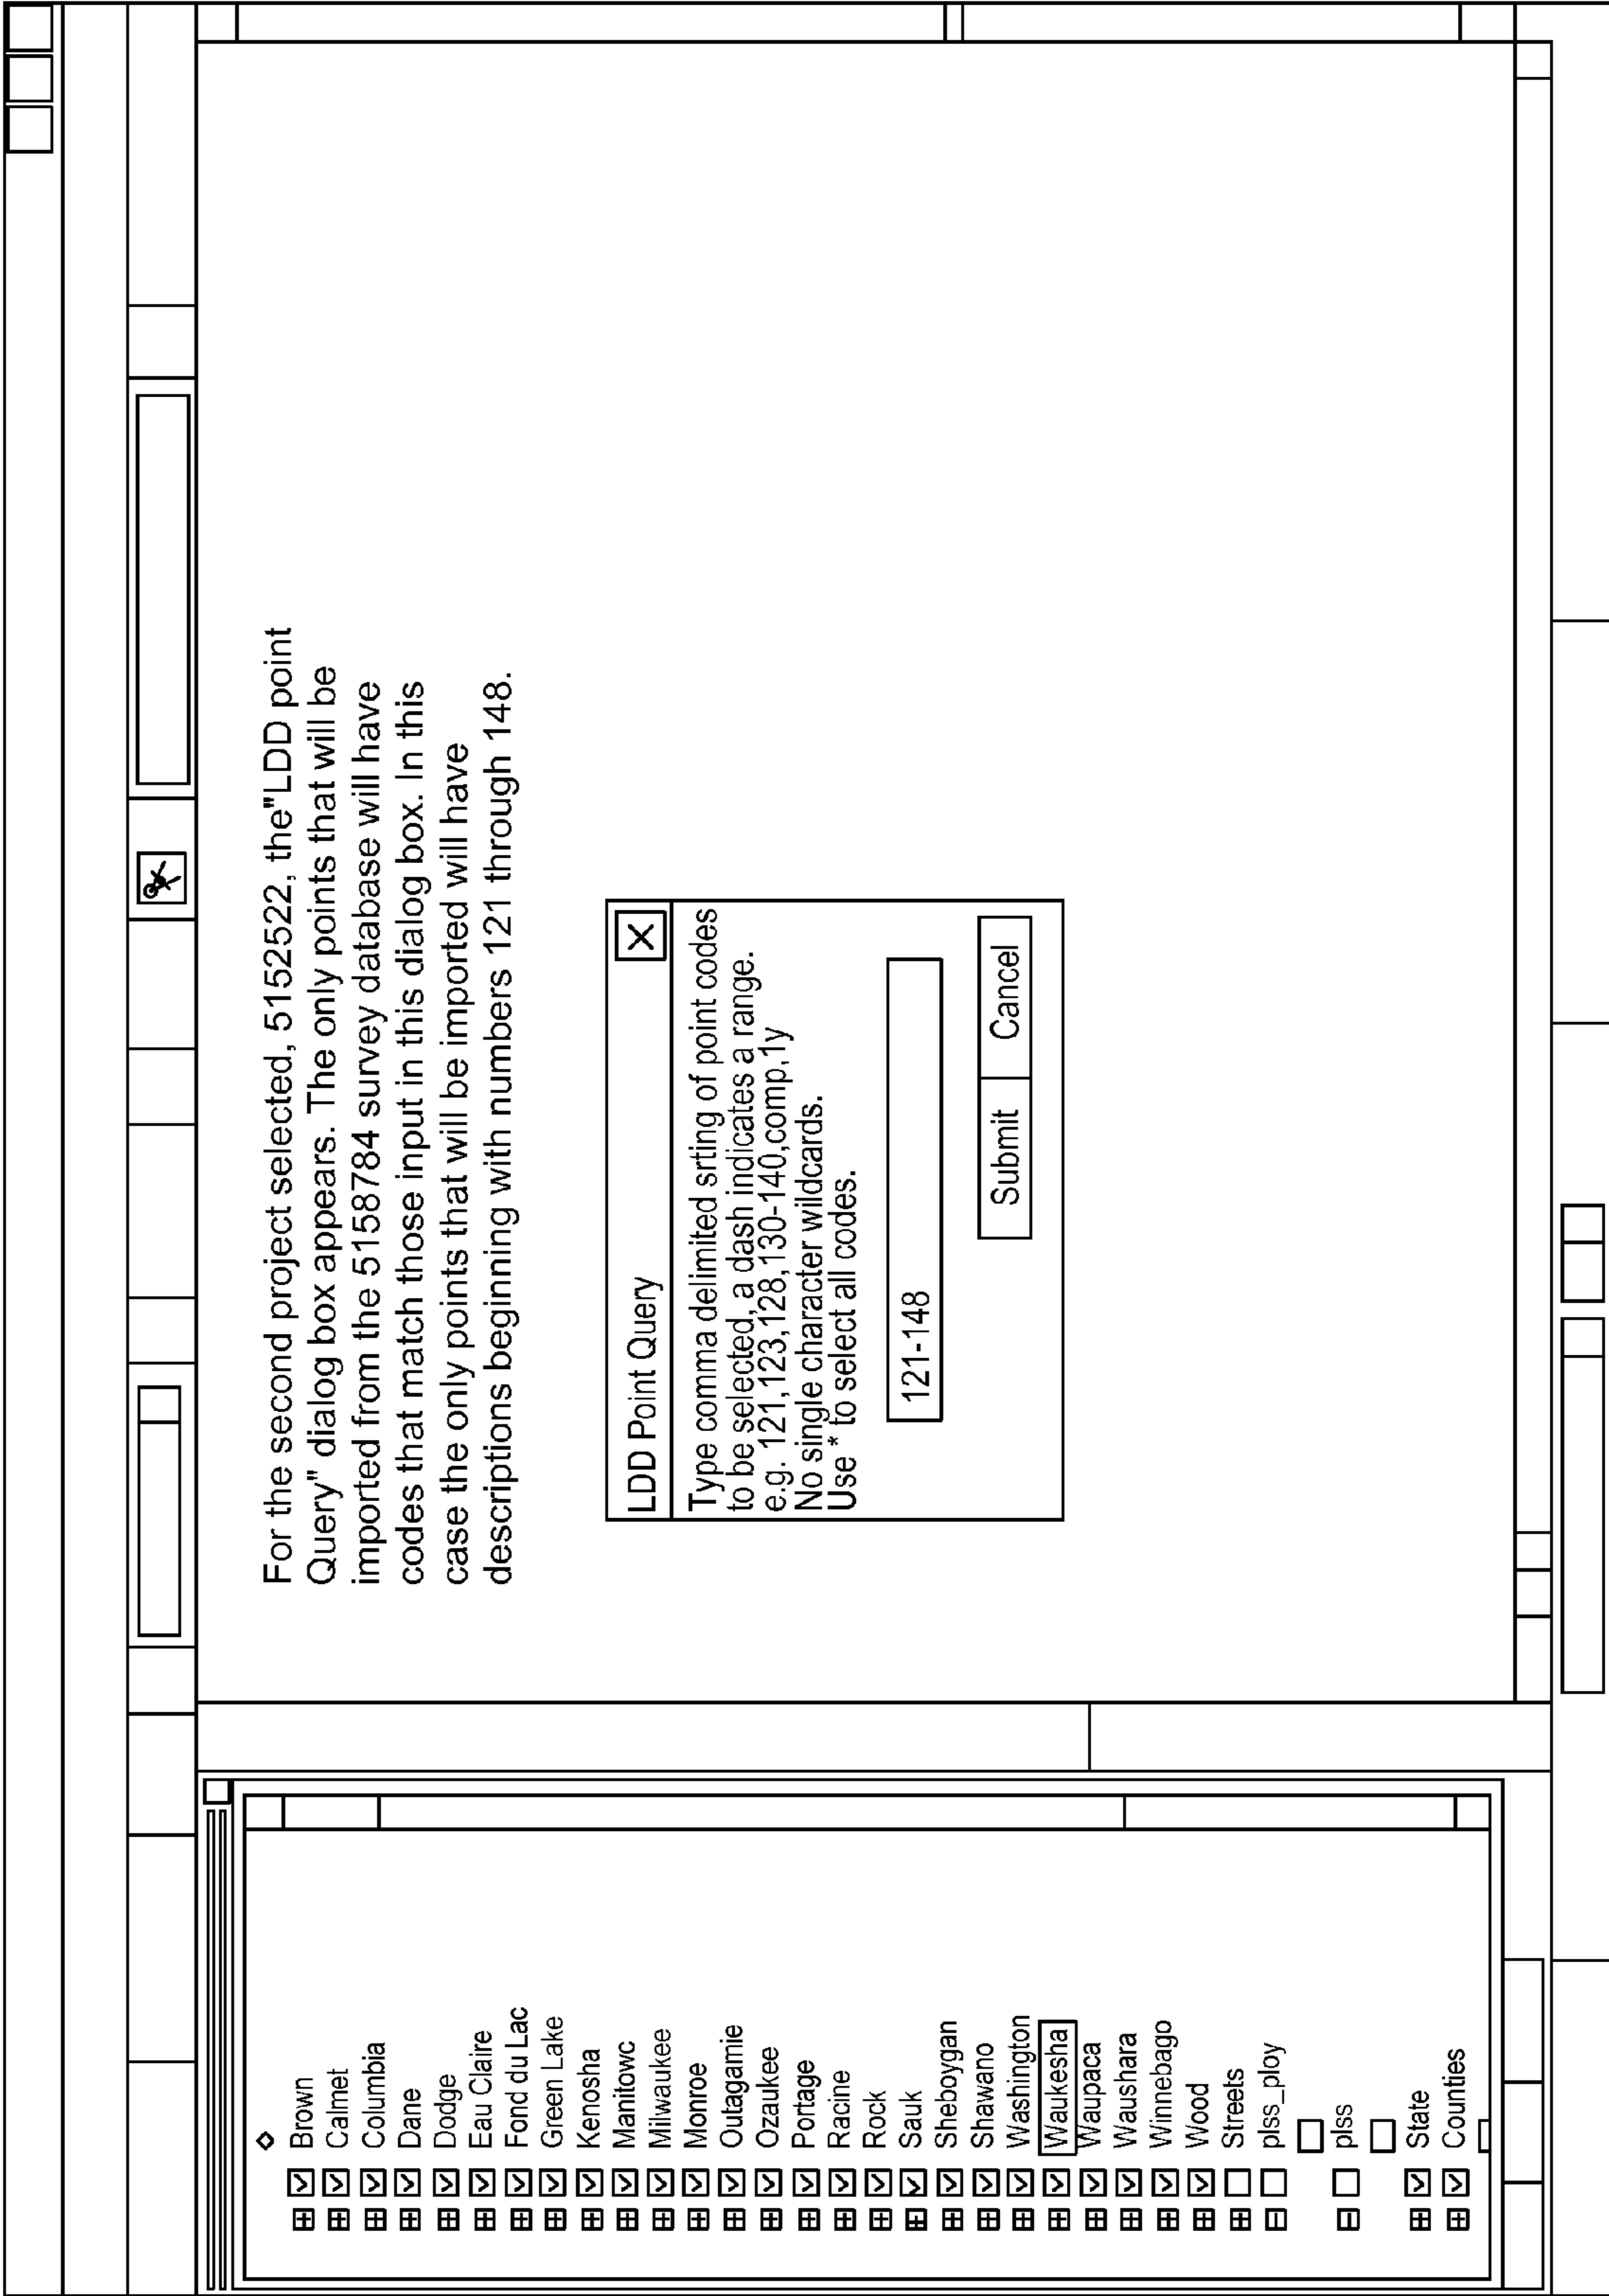 Brown
Calmet
Columbia
Dane
Dodge
Eau Claire
Fond du Lac
Green Lake
Kenosha
Manitowc
Milwaukee
Monroe
Outagamie
Ozaukee
Portage
Racine
Rock
Sauk
Sheboygan
Shawano
Washington
Waukesha
Waupaca
Waushara
Winnebago
Wood
Streets
plss_ploy
plss
State
Counties
For the second project selected, 5152522, the"LDD point
Query" dialog box appears. The only points that will be
imported from the 5158784 survey database will have
codes that match those input in this dialog box. In this
case the only points that will be imported will have
descriptions beginning with numbers 121 through 148.
LDD Point Query
Type comma delimited srting of point codes
to be selected, a dash indicates a range.
e.g. 121,123,128,130-140,comp,1y
No single character wildcards.
Use * to select all codes.
121-148
Submit
Cancel